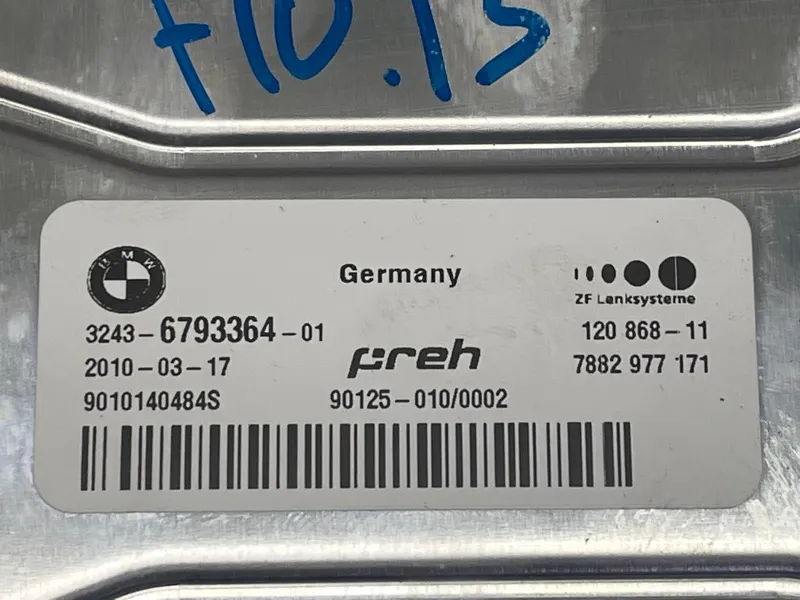 F10.15
BMW
Germany
ZF Lenksysteme
3243-6793364-01
120 868-11
2010-03-17
preh
7882 977 171
9010140484S
90125-010/0002